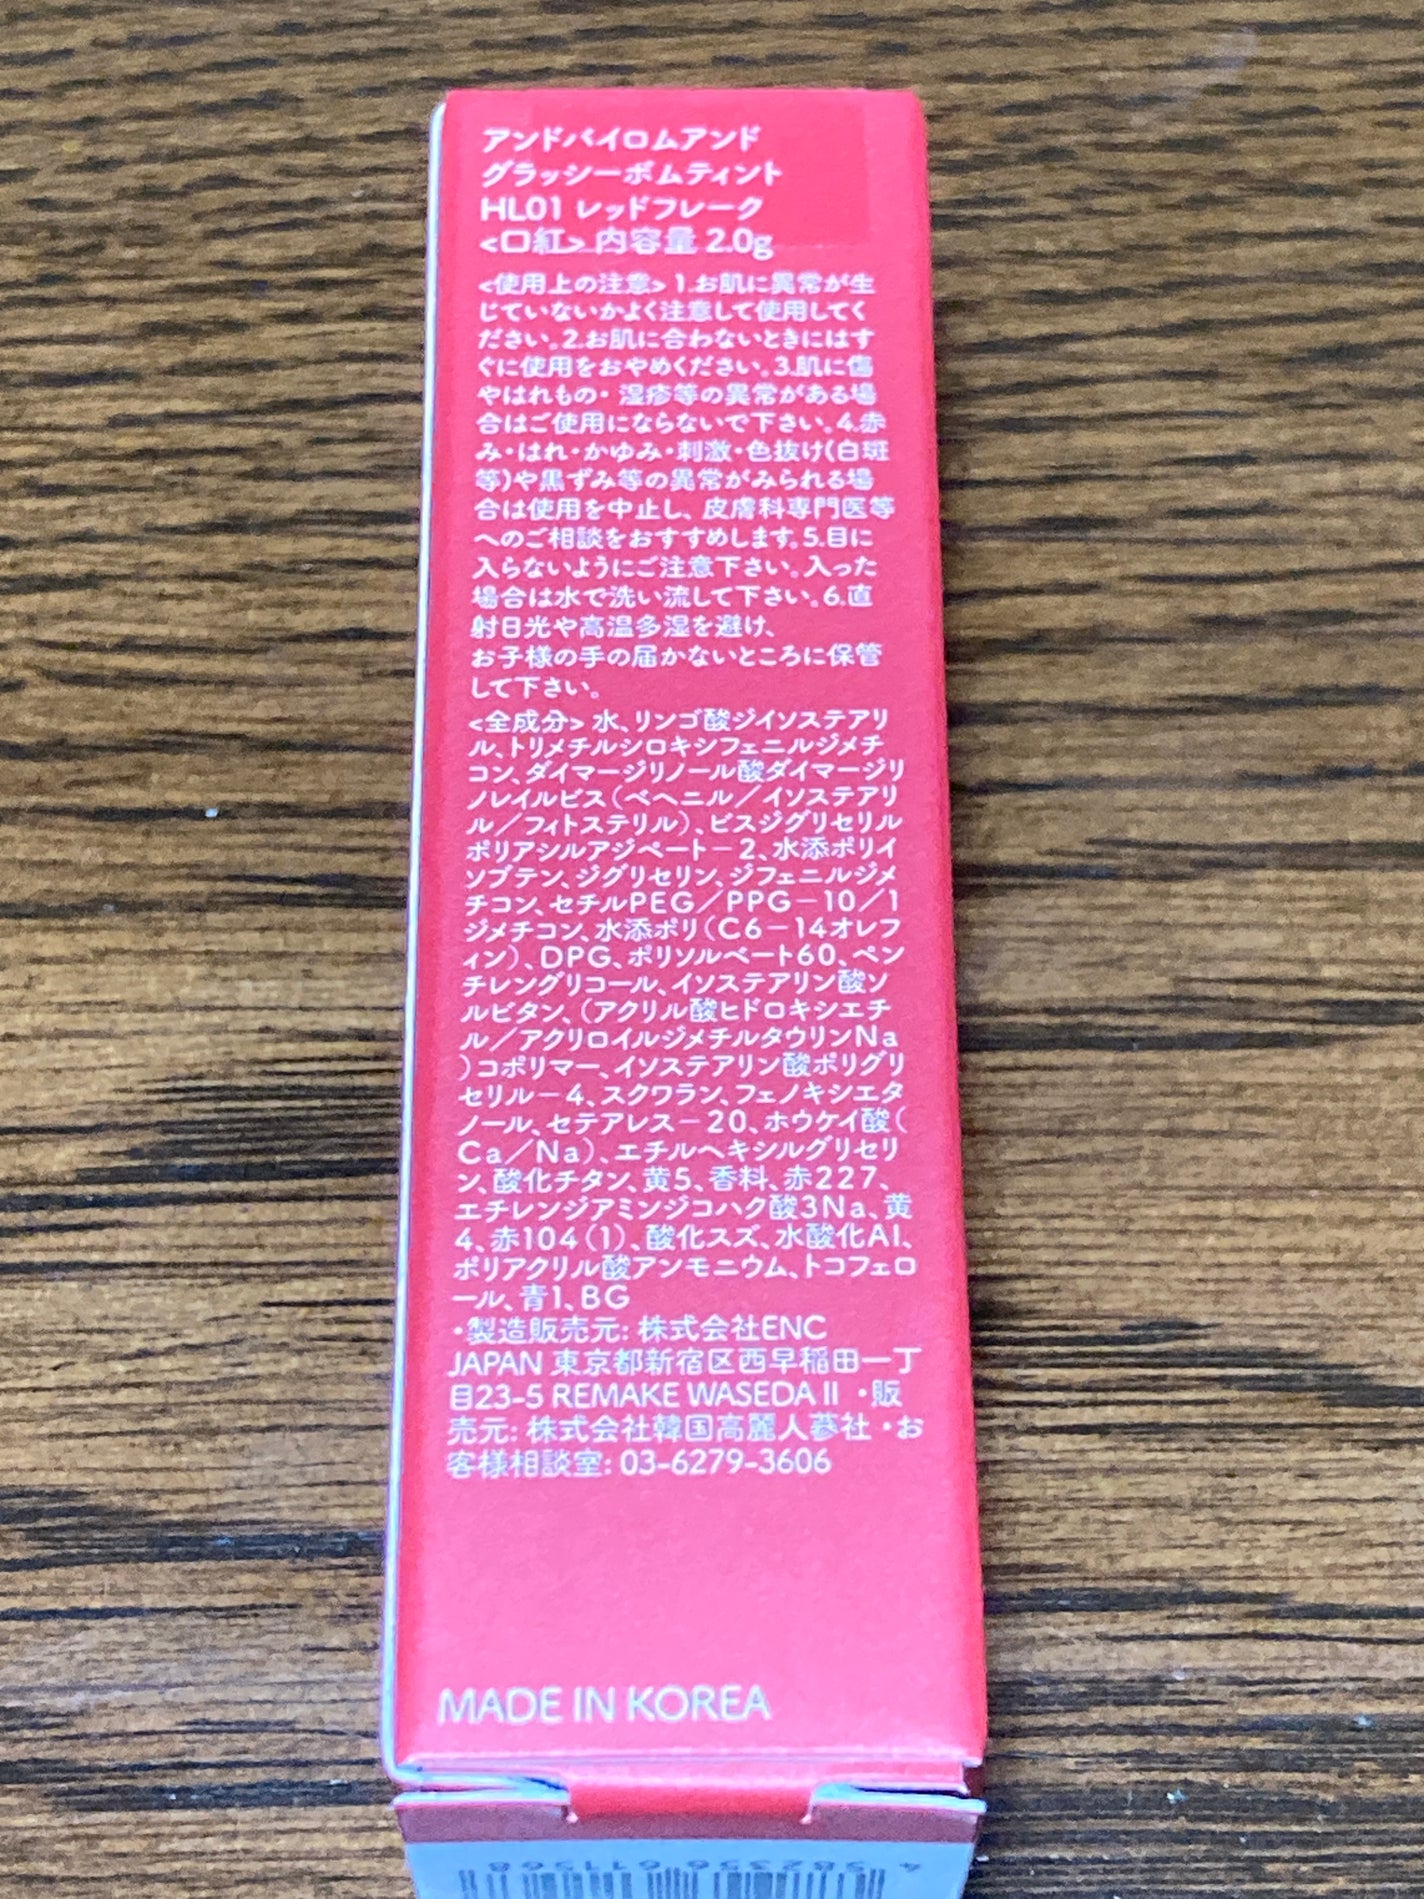 アンドバイロムアンド
グラッシーボムティント
HL01 レッドフレーク
<口紅> 内容量 2.0g
<使用上の注意> 1.お肌に異常が生
じていないかよく注意して使用してく
ださい。2.お肌に合わないときにはす
ぐに使用をおやめください。3.肌に傷
やはれもの・湿疹等の異常がある場
合はご使用にならないで下さい。4.赤
み・はれ・かゆみ・刺激・色抜け(白斑
等)や黒ずみ等の異常がみられる場
合は使用を中止し、皮膚科専門医等
へのご相談をおすすめします。5.目に
入らないようにご注意下さい。入った
場合は水で洗い流して下さい。6.直
射日光や高温多湿を避け、
お子様の手の届かないところに保管
して下さい。
<全成分> 水、リンゴ酸ジイソステアリ
ル、トリメチルシロキシフェニルジメチ
コン、ダイマージリノール酸ダイマージリ
ノレイルビス（ベヘニル／イソステアリ
ル／フィトステリル）、ビスジグリセリル
ポリアシルアジペート－2、水添ポリイ
ソブテン、ジグリセリン、ジフェニルジメ
チコン、セチルPEG／PPG－10／1
ジメチコン、水添ポリ（C6－14オレフ
ィン）、DPG、ポリソルベート60、ペン
チレングリコール、イソステアリン酸ソ
ルビタン、（アクリル酸ヒドロキシエチ
ル／アクリロイルジメチルタウリンNa
）コポリマー、イソステアリン酸ポリグリ
セリル－4、スクワラン、フェノキシエタ
ノール、セテアレス－20、ホウケイ酸（
Ca／Na）、エチルヘキシルグリセリ
ン、酸化チタン、黄5、香料、赤227、
エチレンジアミンジコハク酸3Na、黄
4、赤104（1）、酸化スズ、水酸化Al、
ポリアクリル酸アンモニウム、トコフェロ
ール、青1、BG
・製造販売元: 株式会社ENC
JAPAN 東京都新宿区西早稲田一丁
目23-5 REMAKE WASEDA II ・販
売元: 株式会社韓国高麗人蔘社 ・お
客様相談室: 03-6279-3606
MADE IN KOREA